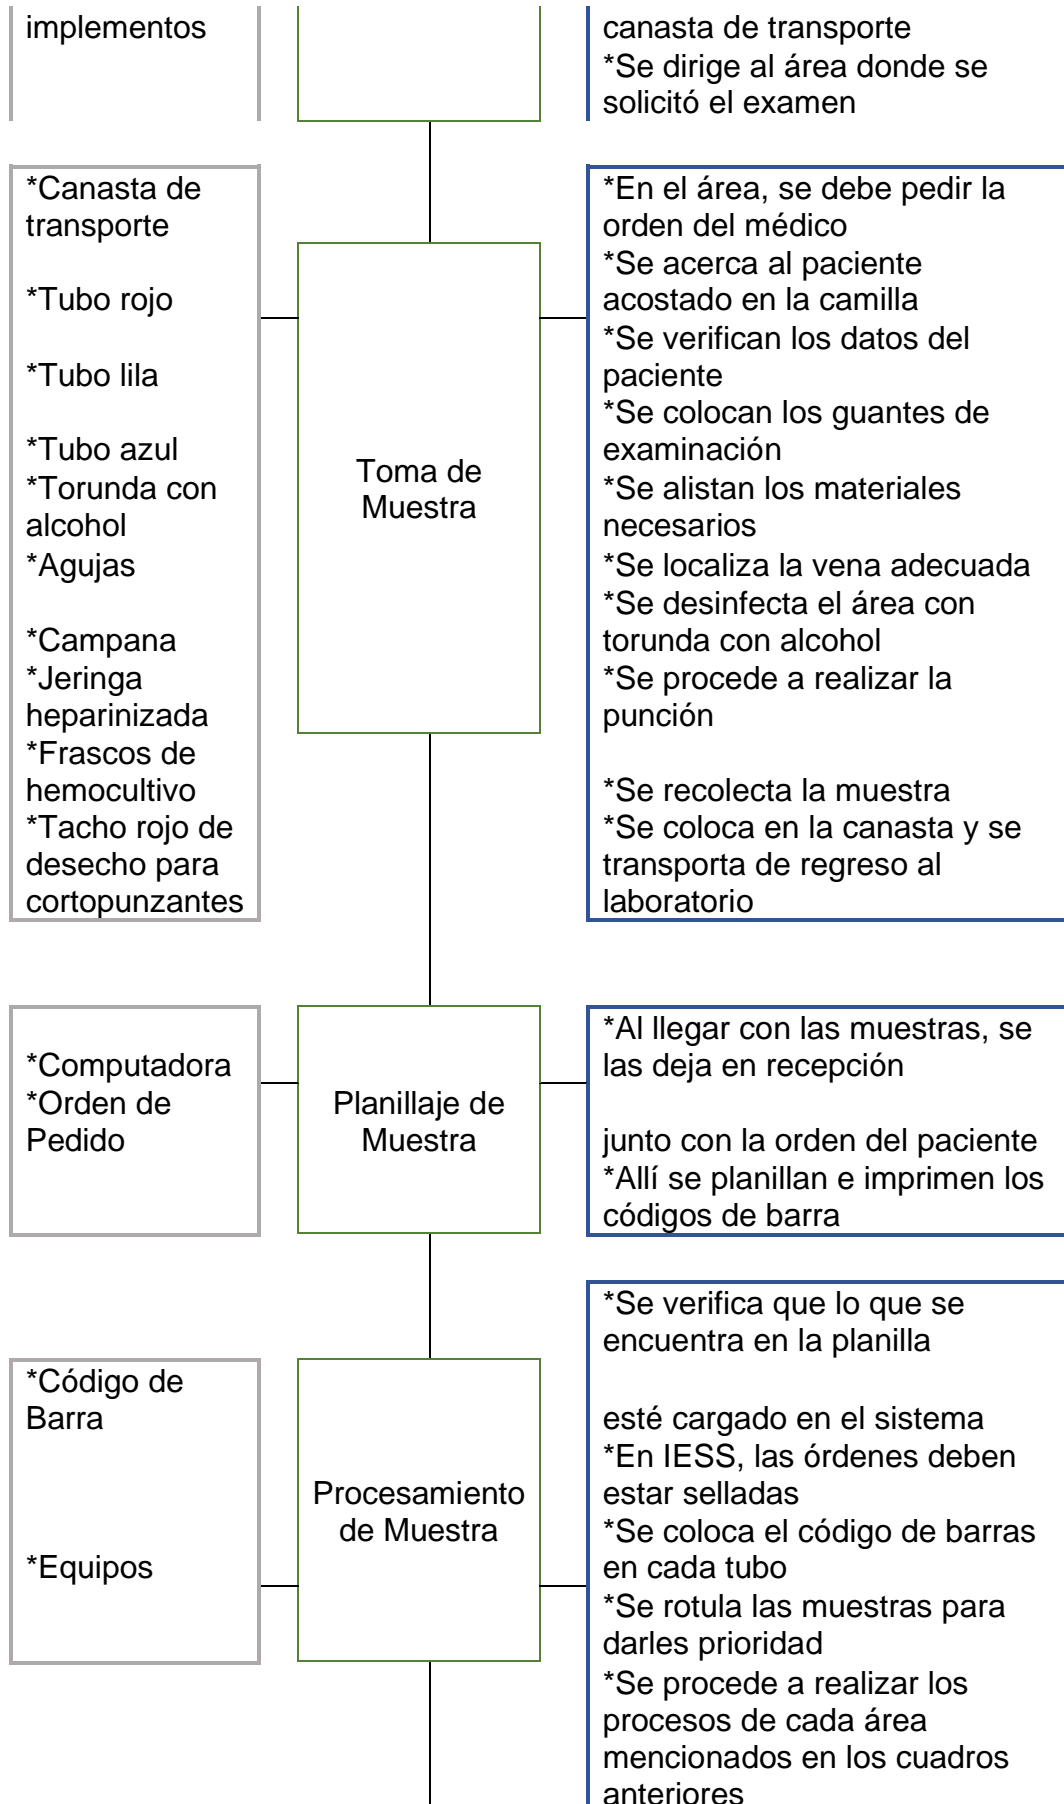 implementos
canasta de transporte
*Se dirige al área donde se
solicitó el examen
*Canasta de
transporte
*Tubo rojo
*Tubo lila
*Tubo azul
*Torunda con
alcohol
*Agujas
*Campana
*Jeringa
heparinizada
*Frascos de
hemocultivo
*Tacho rojo de
desecho para
cortopunzantes
Toma de
Muestra
*En el área, se debe pedir la
orden del médico
*Se acerca al paciente
acostado en la camilla
*Se verifican los datos del
paciente
*Se colocan los guantes de
examinación
*Se alistan los materiales
necesarios
*Se localiza la vena adecuada
*Se desinfecta el área con
torunda con alcohol
*Se procede a realizar la
punción
*Se recolecta la muestra
*Se coloca en la canasta y se
transporta de regreso al
laboratorio
*Computadora
*Orden de
Pedido
Planillaje de
Muestra
*Al llegar con las muestras, se
las deja en recepción
junto con la orden del paciente
*Allí se planillan e imprimen los
códigos de barra
*Código de
Barra
*Equipos
Procesamiento
de Muestra
*Se verifica que lo que se
encuentra en la planilla
esté cargado en el sistema
*En IESS, las órdenes deben
estar selladas
*Se coloca el código de barras
en cada tubo
*Se rotula las muestras para
darles prioridad
*Se procede a realizar los
procesos de cada área
mencionados en los cuadros
anteriores